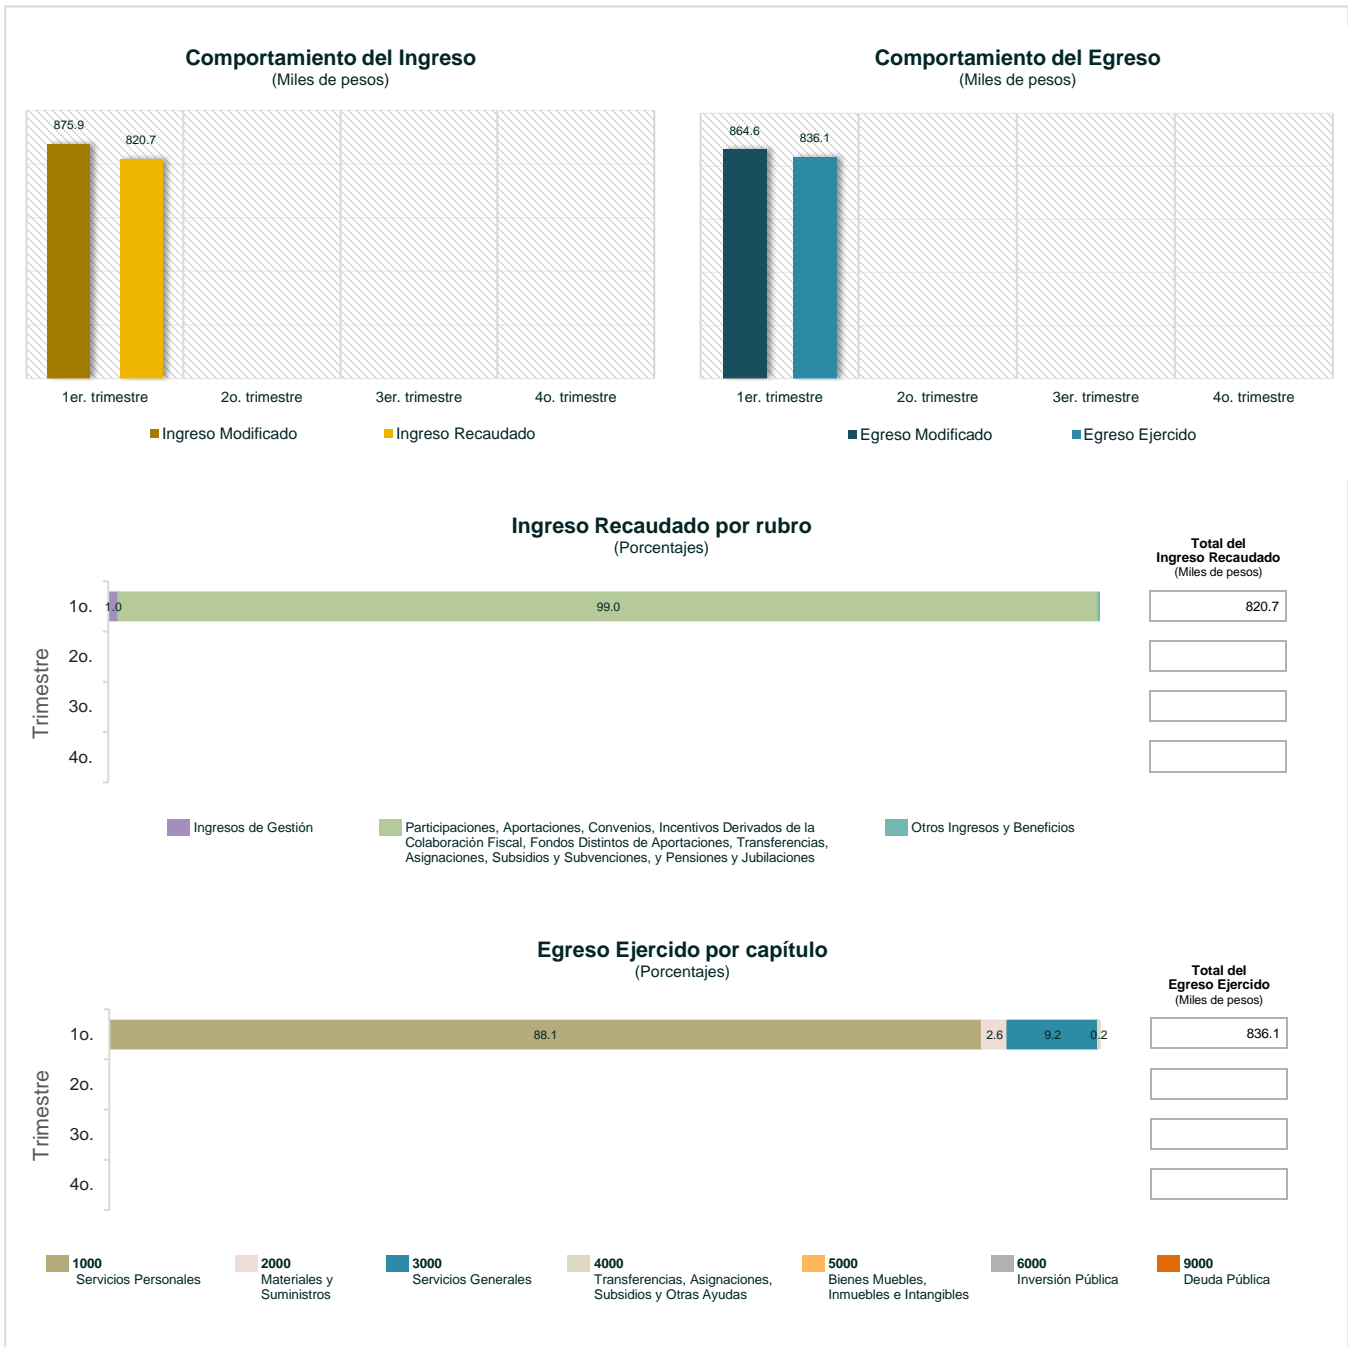 Comportamiento del Ingreso
(Miles de pesos)
875.9
820.7
1er. trimestre
2o. trimestre
3er. trimestre
4o. trimestre
Ingreso Modificado
Ingreso Recaudado
Comportamiento del Egreso
(Miles de pesos)
864.6
836.1
1er. trimestre
2o. trimestre
3er. trimestre
4o. trimestre
Egreso Modificado
Egreso Ejercido
Ingreso Recaudado por rubro
(Porcentajes)
Total del
Ingreso Recaudado
(Miles de pesos)
Trimestre
1o.
1.0
99.0
820.7
2o.
3o.
4o.
Ingresos de Gestión
Participaciones, Aportaciones, Convenios, Incentivos Derivados de la
Colaboración Fiscal, Fondos Distintos de Aportaciones, Transferencias,
Asignaciones, Subsidios y Subvenciones, y Pensiones y Jubilaciones
Otros Ingresos y Beneficios
Egreso Ejercido por capítulo
(Porcentajes)
Total del
Egreso Ejercido
(Miles de pesos)
Trimestre
1o.
88.1
2.6
9.2
0.2
836.1
2o.
3o.
4o.
1000
Servicios Personales
2000
Materiales y
Suministros
3000
Servicios Generales
4000
Transferencias, Asignaciones,
Subsidios y Otras Ayudas
5000
Bienes Muebles,
Inmuebles e Intangibles
6000
Inversión Pública
9000
Deuda Pública